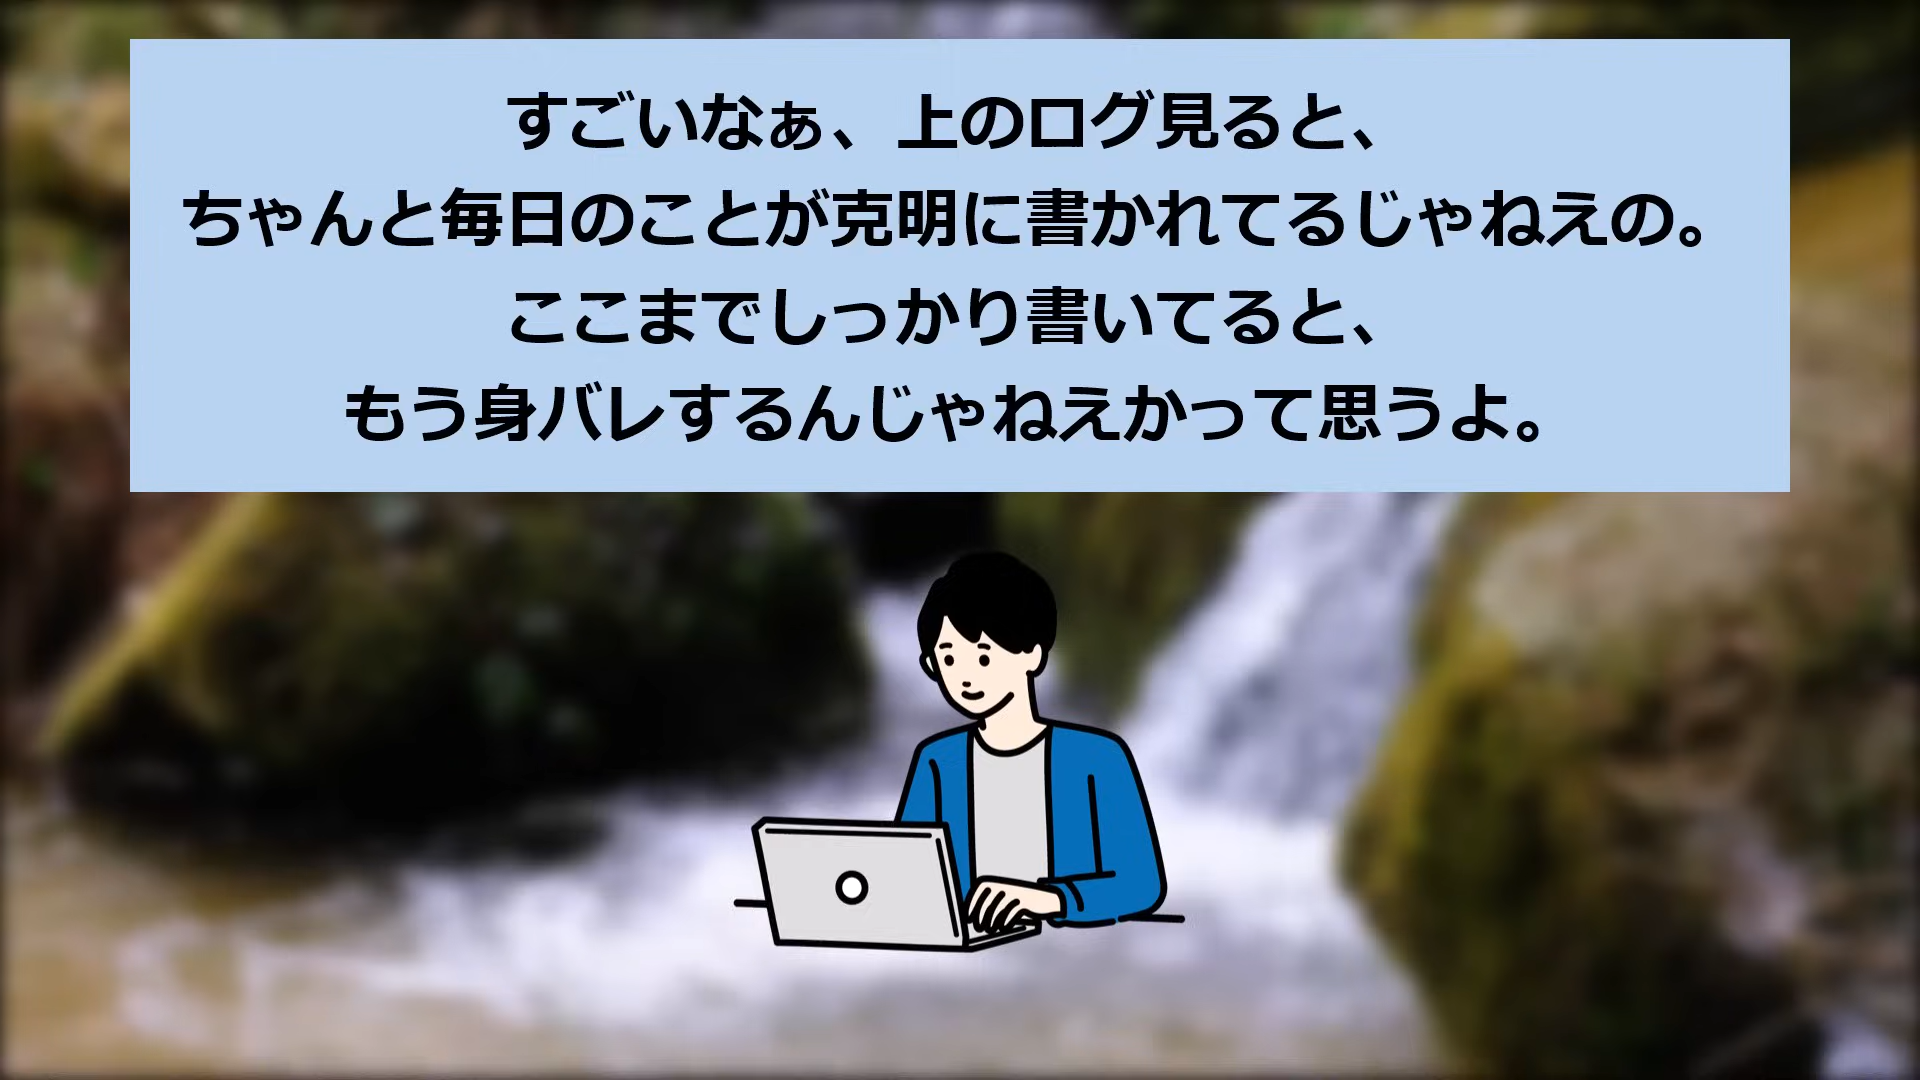 すごいなぁ、上のログ見ると、
ちゃんと毎日のことが克明に書かれてるじゃねえの。
ここまでしっかり書いてると、
もう身バレするんじゃねえかって思うよ。